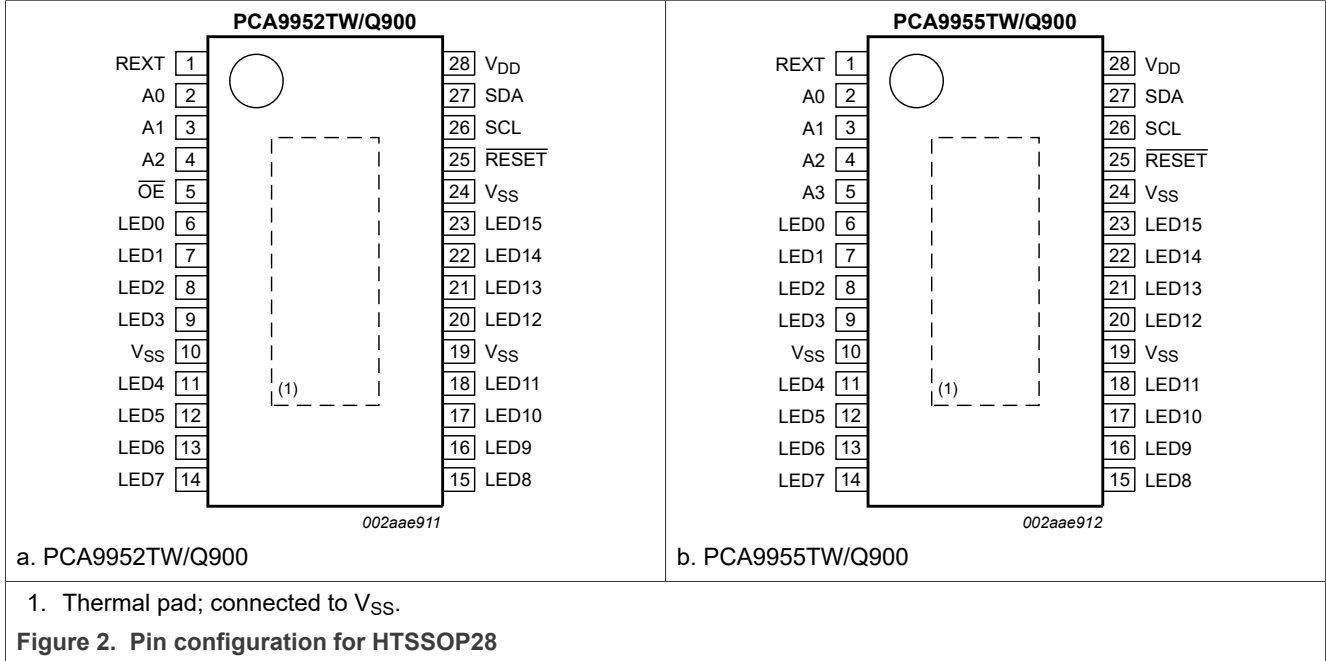 PCA9952TW/Q900
REXT 1
A0 2
A1 3
A2 4
OE 5
LED0 6
LED1 7
LED2 8
LED3 9
VSS 10
LED4 11
LED5 12
LED6 13
LED7 14
28 VDD
27 SDA
26 SCL
25 RESET
24 VSS
23 LED15
22 LED14
21 LED13
20 LED12
19 VSS
18 LED11
17 LED10
16 LED9
15 LED8
(1)
002aae911
a. PCA9952TW/Q900
PCA9955TW/Q900
REXT 1
A0 2
A1 3
A2 4
A3 5
LED0 6
LED1 7
LED2 8
LED3 9
VSS 10
LED4 11
LED5 12
LED6 13
LED7 14
28 VDD
27 SDA
26 SCL
25 RESET
24 VSS
23 LED15
22 LED14
21 LED13
20 LED12
19 VSS
18 LED11
17 LED10
16 LED9
15 LED8
(1)
002aae912
b. PCA9955TW/Q900
1. Thermal pad; connected to VSS.
Figure 2. Pin configuration for HTSSOP28